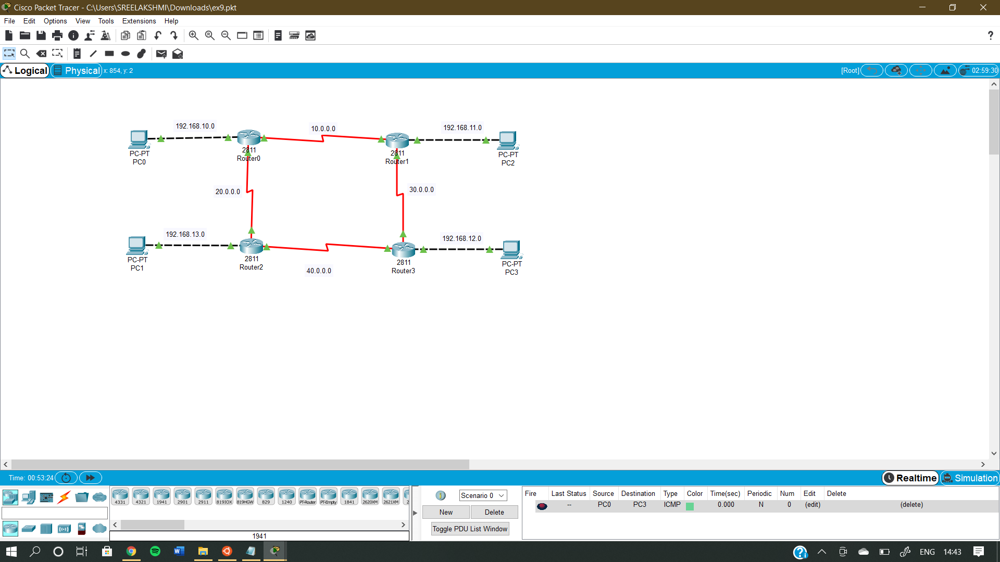 Cisco Packet Tracer - C:\Users\SREELAKSHMI\Downloads\ex9.pkt
File Edit Options View Tools Extensions Help
?
Logical Physical x: 854, y: 2
[Root] 02:59:30
192.168.10.0
10.0.0.0
192.168.11.0
PC-PT
PC0
2811
Router0
2811
Router1
PC-PT
PC2
20.0.0.0
30.0.0.0
192.168.13.0
192.168.12.0
PC-PT
PC1
2811
Router2
40.0.0.0
2811
Router3
PC-PT
PC3
Time: 00:53:24
Realtime Simulation
4331 4321 1941 2901 2911 819IOX 819HGW 829 1240 PT-Router PT-Empty 1841 2620XM 2621XM 2
1941
Scenario 0
New Delete
Toggle PDU List Window
Fire Last Status Source Destination Type Color Time(sec) Periodic Num Edit Delete
-- PC0 PC3 ICMP 0.000 N 0 (edit) (delete)
ENG 14:43